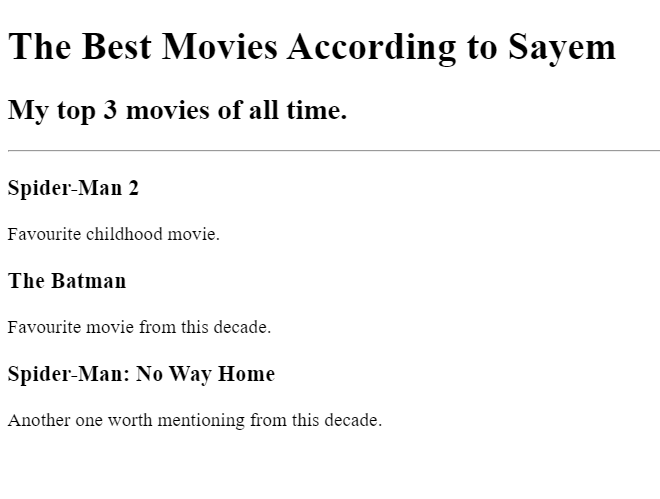 The Best Movies According to Sayem
My top 3 movies of all time.
Spider-Man 2
Favourite childhood movie.
The Batman
Favourite movie from this decade.
Spider-Man: No Way Home
Another one worth mentioning from this decade.